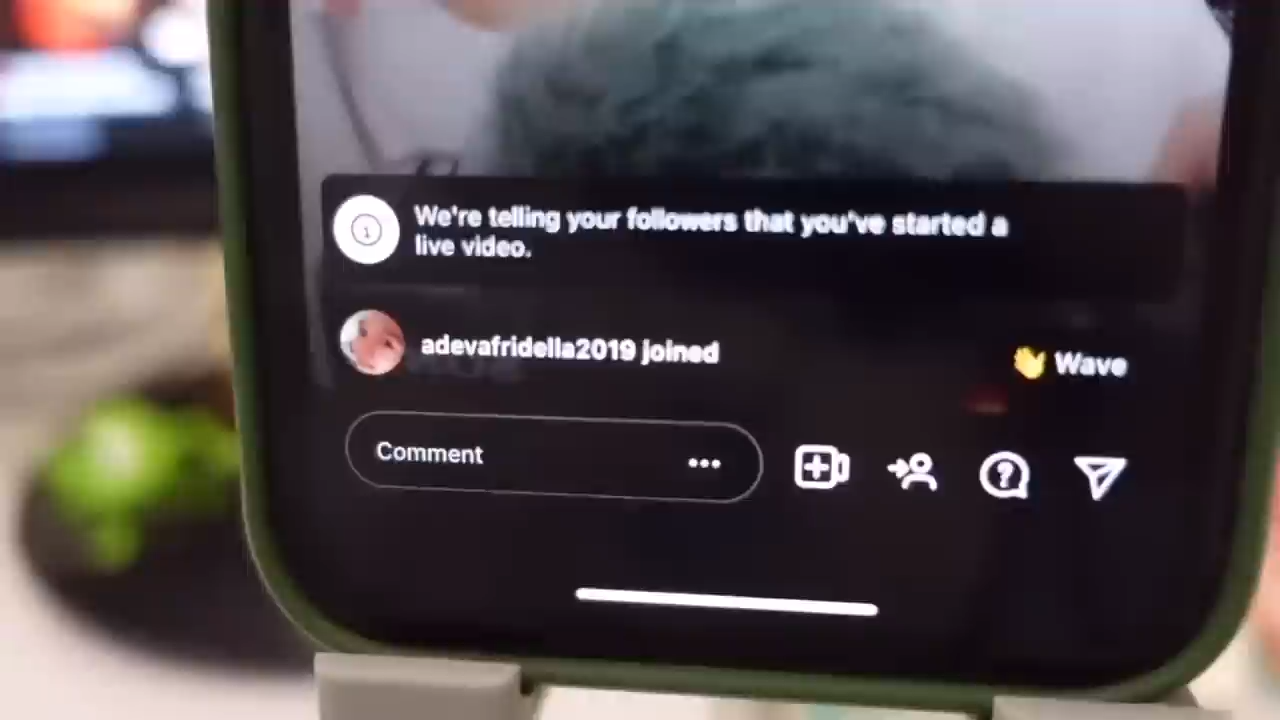 We're telling your followers that you've started a
live video.
adevafridella2019 joined
👋 Wave
Comment